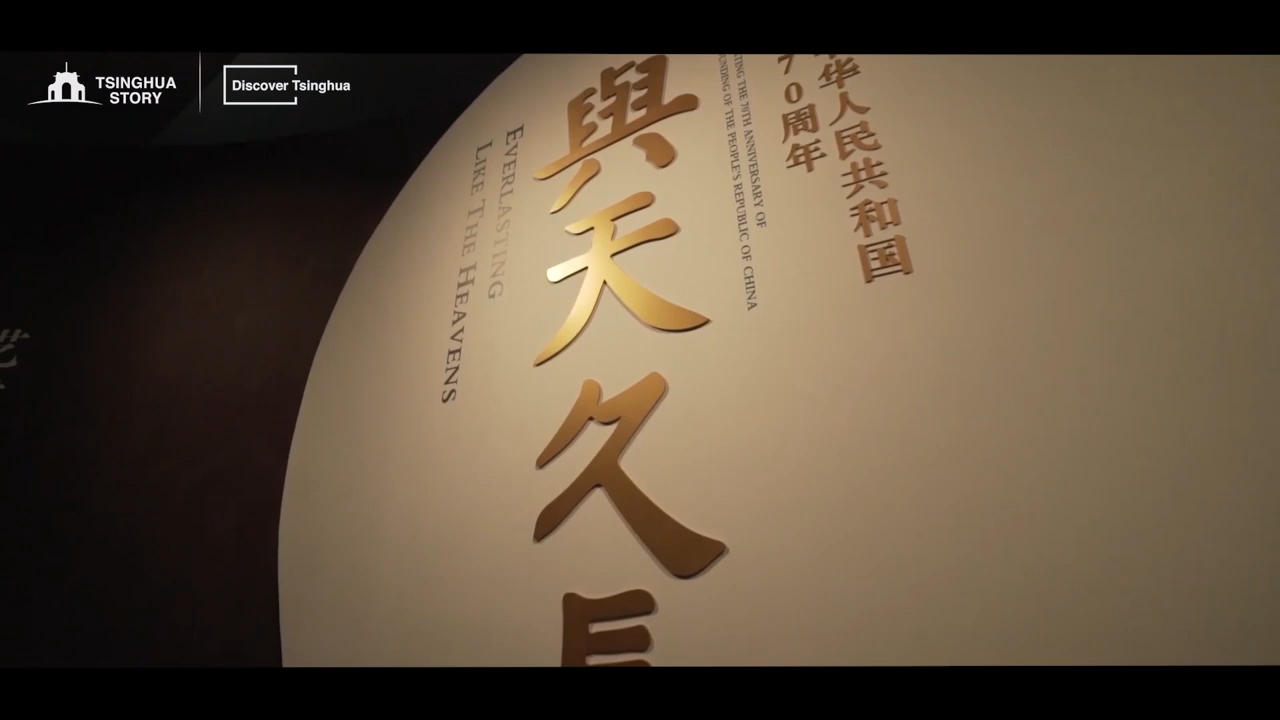 TSINGHUA
STORY
Discover Tsinghua
华人民共和国
70周年
THE 70TH ANNIVERSARY OF
OF THE PEOPLE'S REPUBLIC OF CHINA
與天久
EVERLASTING
LIKE THE HEAVENS